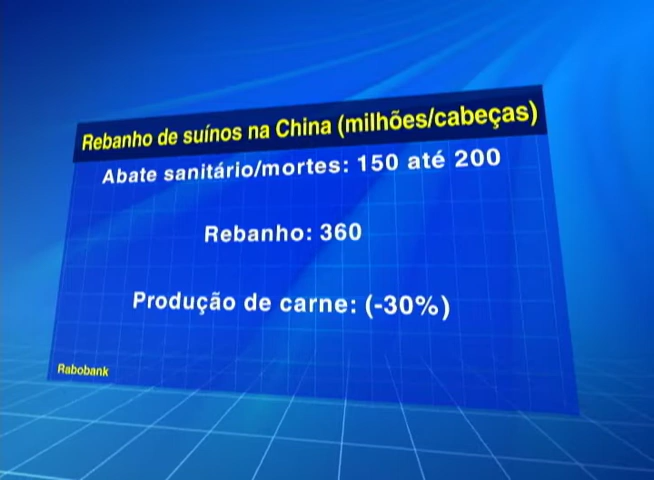 Rebanho de suínos na China (milhões/cabeças)
Abate sanitário/mortes: 150 até 200
Rebanho: 360
Produção de carne: (-30%)
Rabobank